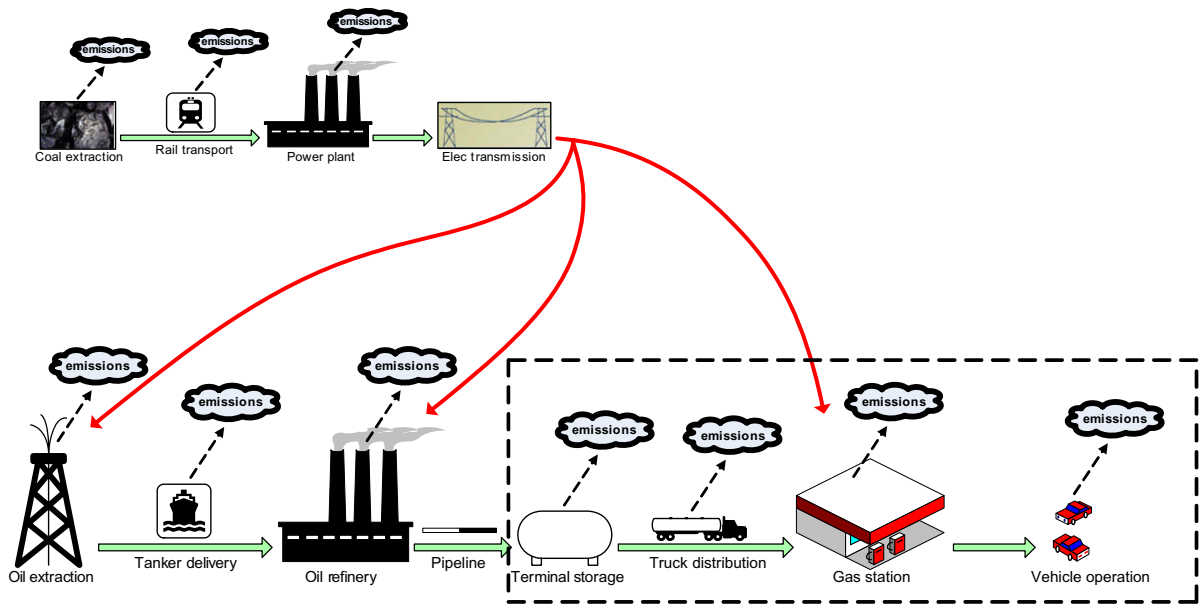 emissions
emissions
emissions
Coal extraction
Rail transport
Power plant
Elec transmission
emissions
emissions
emissions
emissions
emissions
emissions
emissions
Oil extraction
Tanker delivery
Oil refinery
Pipeline
Terminal storage
Truck distribution
Gas station
Vehicle operation